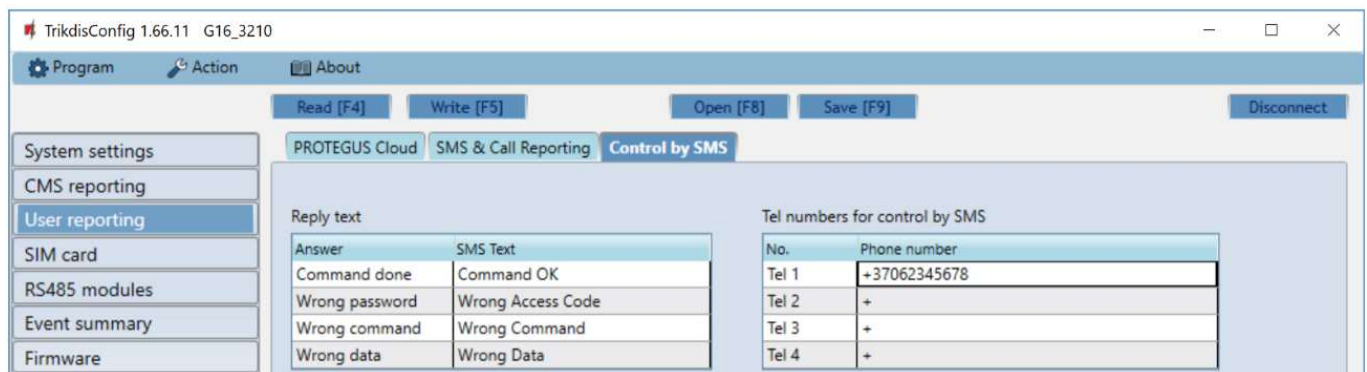 TrikdisConfig 1.66.11 G16_3210
Program Action About
Read [F4] Write [F5] Open [F8] Save [F9] Disconnect
System settings
CMS reporting
User reporting
SIM card
RS485 modules
Event summary
Firmware
PROTEGUS Cloud SMS & Call Reporting Control by SMS
Reply text
Answer SMS Text
Command done Command OK
Wrong password Wrong Access Code
Wrong command Wrong Command
Wrong data Wrong Data
Tel numbers for control by SMS
No. Phone number
Tel 1 +37062345678
Tel 2 +
Tel 3 +
Tel 4 +